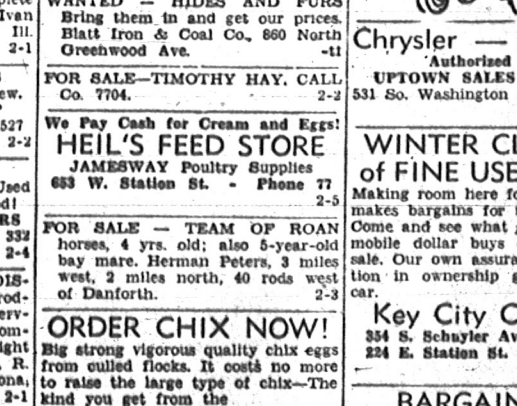 Ivan
Ill.
2-1
ew.
527
2-2
Used
RS
332
2-4
OIS-
rod-
erv-
om-
ight
R.
ona,
2-1
WANTED — HIDES AND FURS
Bring them in and get our prices.
Blatt Iron & Coal Co., 860 North
Greenwood Ave. -tf
FOR SALE—TIMOTHY HAY. CALL
Co. 7704. 2-2
We Pay Cash for Cream and Eggs!
HEIL'S FEED STORE
JAMESWAY Poultry Supplies
653 W. Station St. - Phone 77
2-5
FOR SALE — TEAM OF ROAN
horses, 4 yrs. old; also 5-year-old
bay mare. Herman Peters, 3 miles
west, 2 miles north, 40 rods west
of Danforth. 2-3
ORDER CHIX NOW!
Big strong vigorous quality chix eggs
from culled flocks. It costs no more
to raise the large type of chix—The
kind you get from the
Chrysler —
Authorized
UPTOWN SALES
531 So. Washington
WINTER CL
of FINE USE
Making room here fo
makes bargains for
Come and see what
mobile dollar buys
sale. Our own assura
tion in ownership
car.
Key City C
354 S. Schuyler Av
224 E. Station St.
BARGAIN